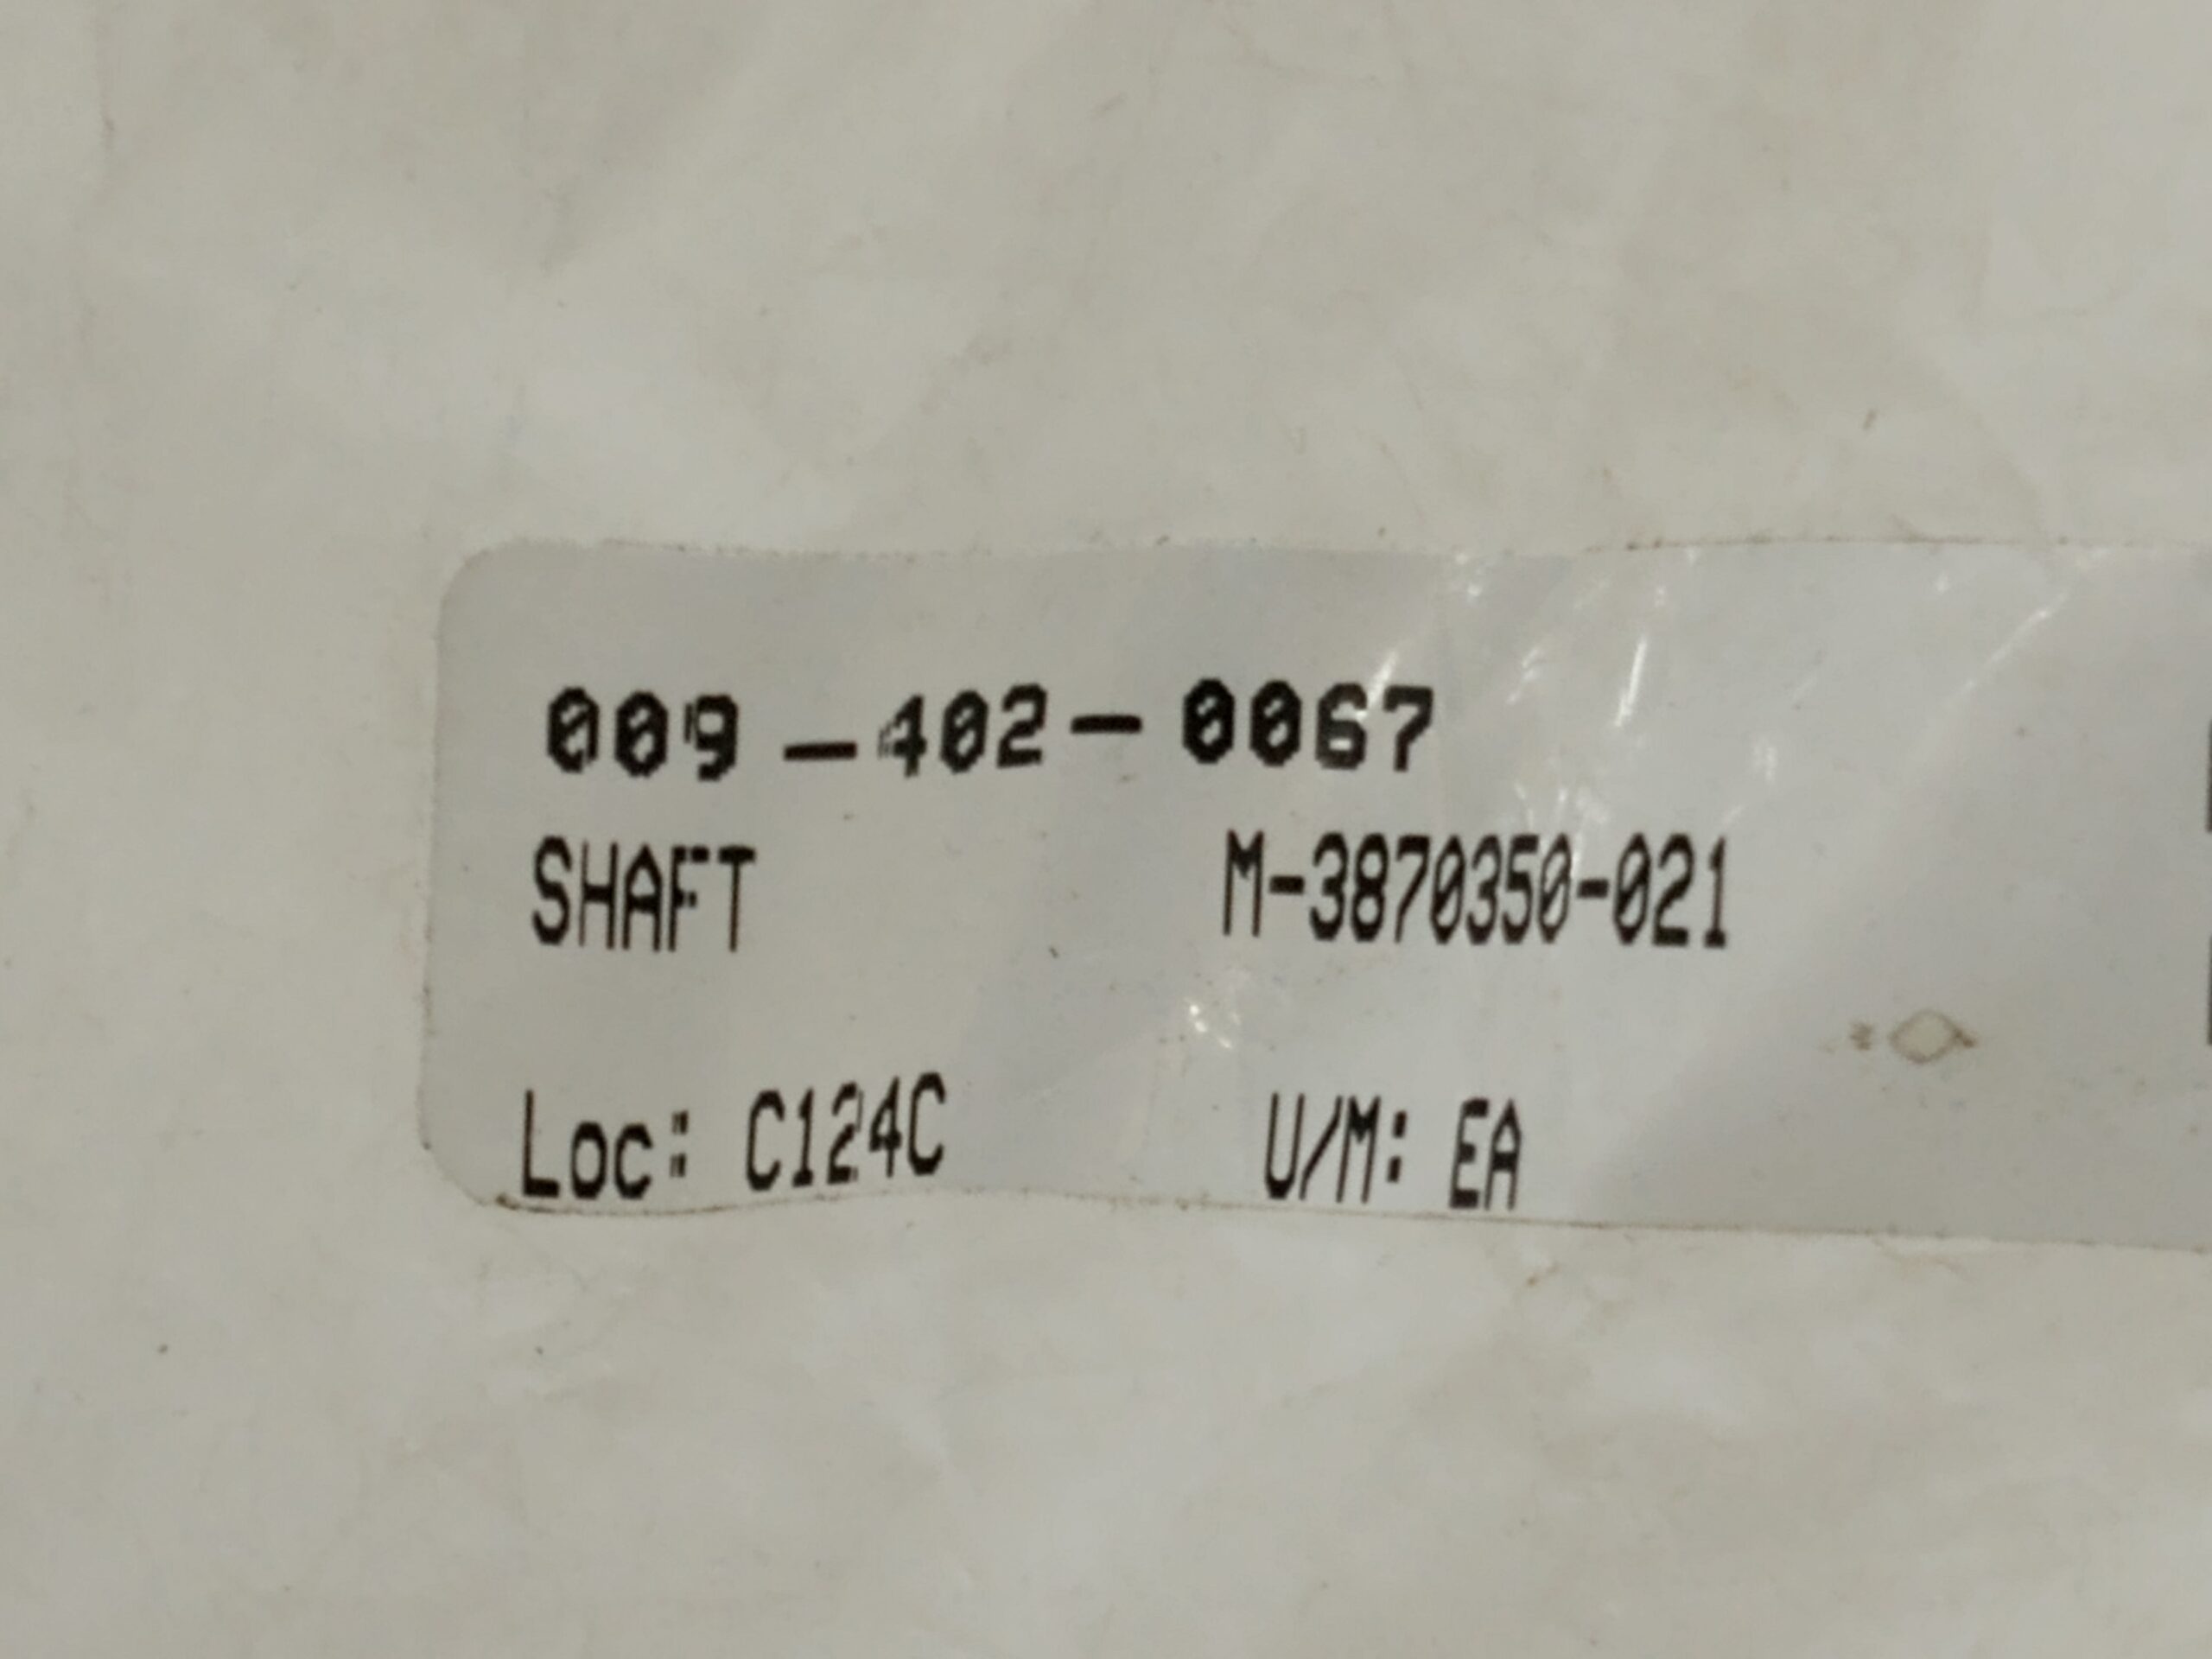 009-402-0067
SHAFT M-3870350-021
Loc: C124C U/M: EA